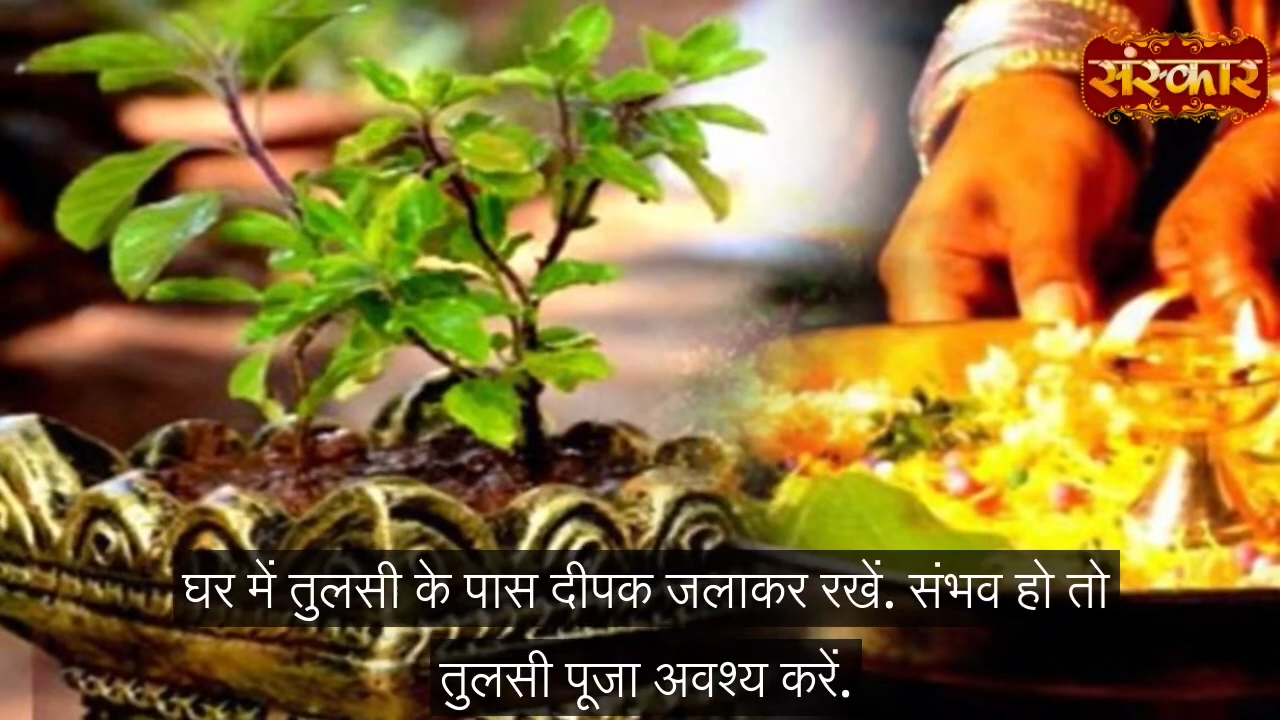 संस्कार
घर में तुलसी के पास दीपक जलाकर रखें. संभव हो तो
तुलसी पूजा अवश्य करें.